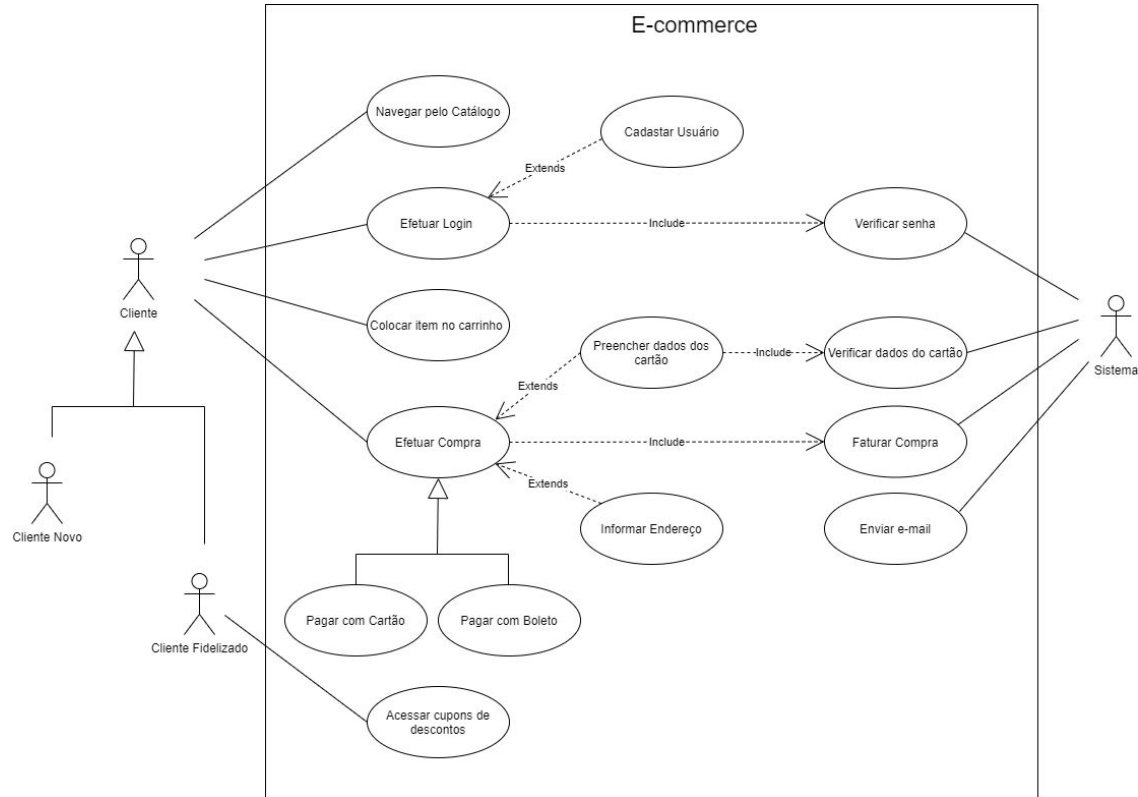 E-commerce
Navegar pelo Catálogo
Cadastar Usuário
Extends
Efetuar Login
Include
Verificar senha
Cliente
Colocar item no carrinho
Preencher dados dos
cartão
Include
Verificar dados do cartão
Sistema
Extends
Efetuar Compra
Include
Faturar Compra
Extends
Informar Endereço
Enviar e-mail
Cliente Novo
Pagar com Cartão
Pagar com Boleto
Cliente Fidelizado
Acessar cupons de
descontos